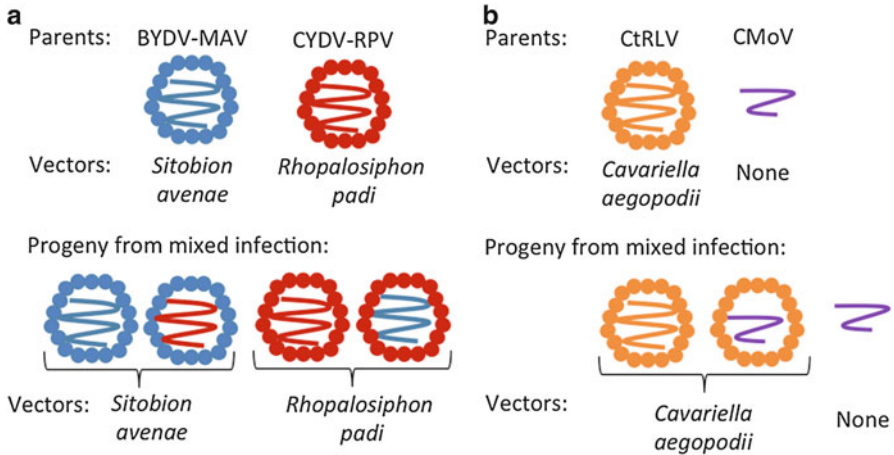 a
Parents: BYDV-MAV CYDV-RPV
Vectors: Sitobion avenae Rhopalosiphon padi
Progeny from mixed infection:
Vectors: Sitobion avenae Rhopalosiphon padi
b
Parents: CtRLV CMoV
Vectors: Cavariella aegopodii None
Progeny from mixed infection:
Vectors: Cavariella aegopodii None